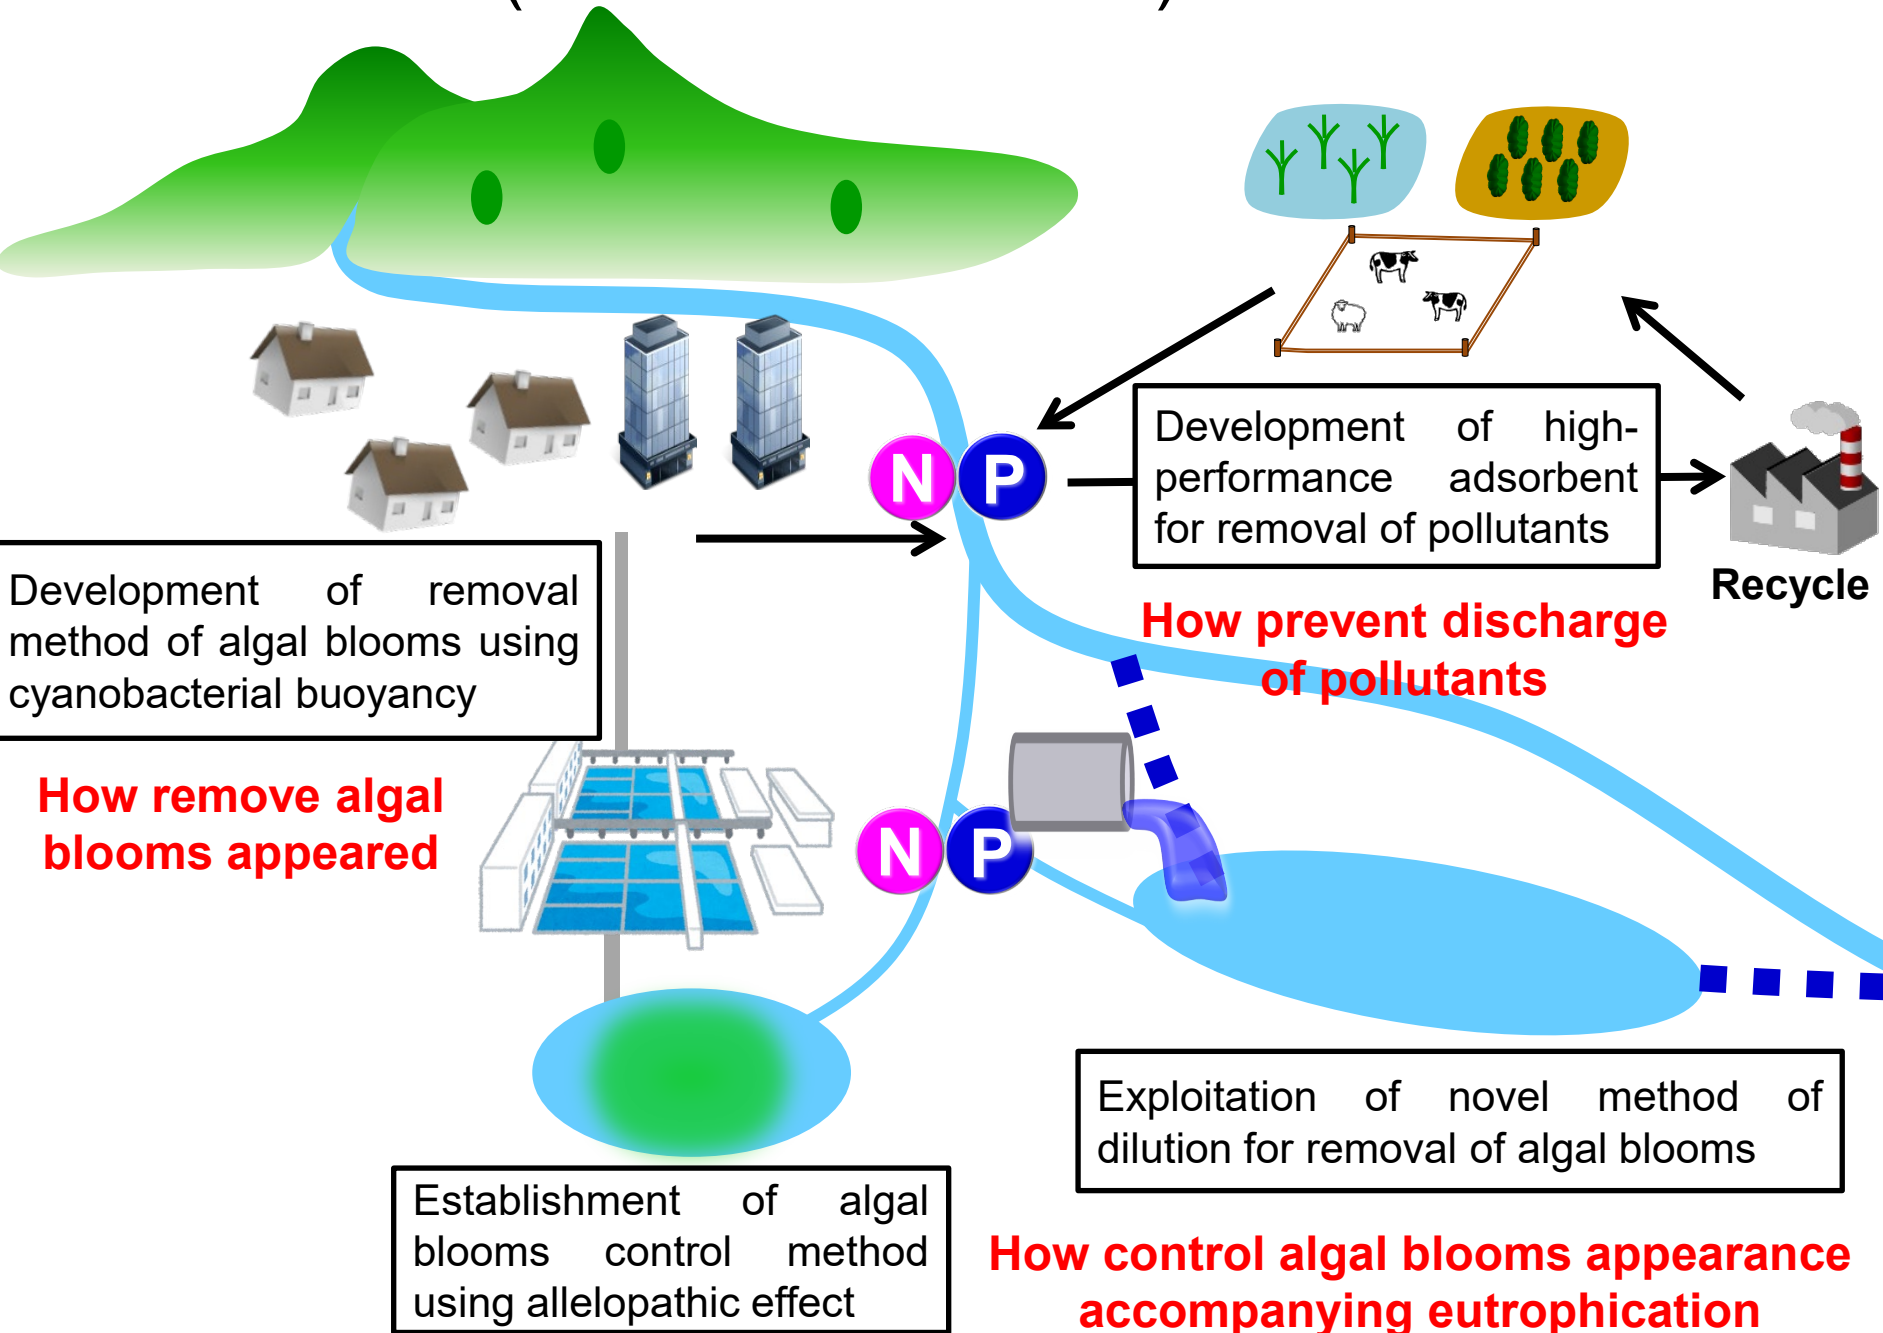 N P
Development of high-
performance adsorbent
for removal of pollutants
Recycle
How prevent discharge
of pollutants
Development of removal
method of algal blooms using
cyanobacterial buoyancy
How remove algal
blooms appeared
N P
Exploitation of novel method of
dilution for removal of algal blooms
Establishment of algal
blooms control method
using allelopathic effect
How control algal blooms appearance
accompanying eutrophication